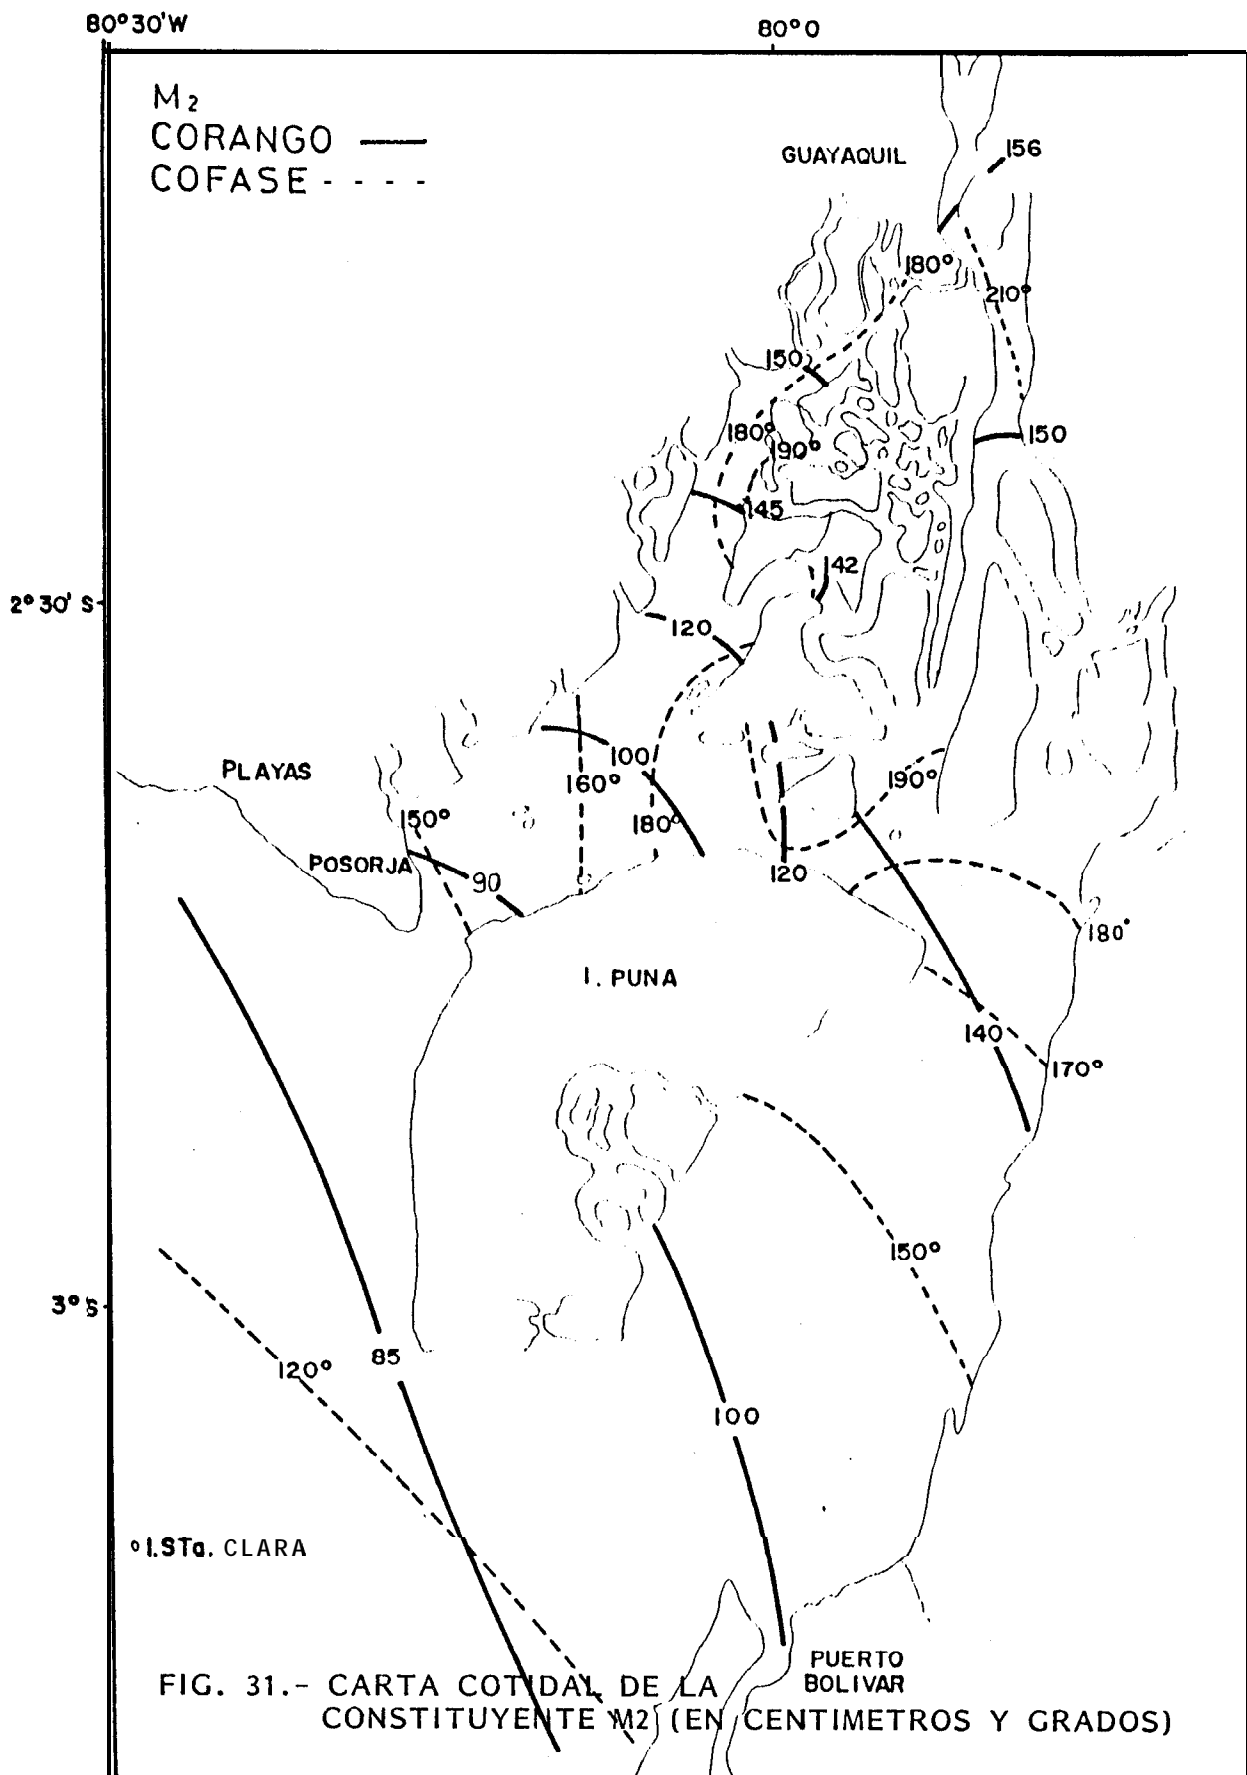 80°30'W
80°0
M2
CORANGO
COFASE
GUAYAQUIL
156
180°
210°
150
180°
190°
150
145
142
2°30' S
120
100
PLAYAS
160°
190°
150°
180°
POSORJA
90
120
180°
I. PUNA
140
170°
150°
3°S
85
120°
100
I.STa. CLARA
PUERTO
BOLIVAR
FIG. 31.- CARTA COTIDAL DE LA
CONSTITUYENTE M2 (EN CENTIMETROS Y GRADOS)